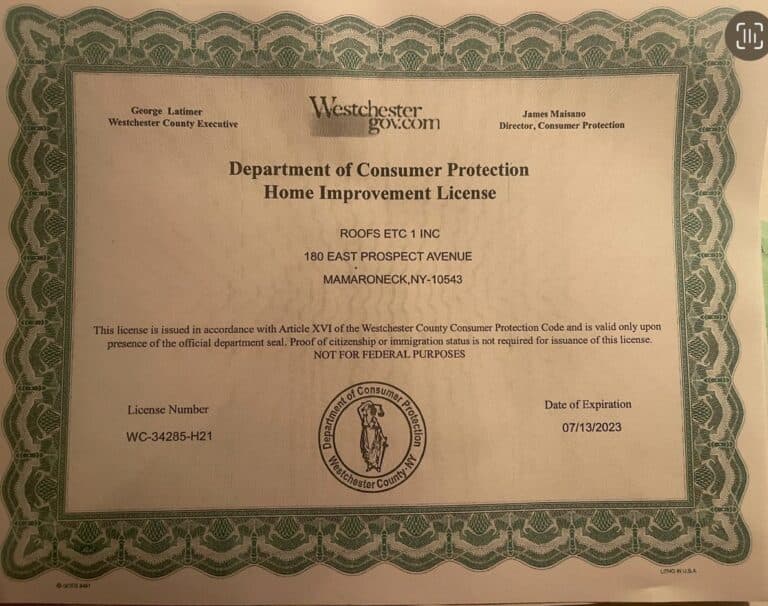 George Latimer
Westchester County Executive
Westchester
gov.com
James Maisano
Director, Consumer Protection
Department of Consumer Protection
Home Improvement License
ROOFS ETC 1 INC
180 EAST PROSPECT AVENUE
MAMARONECK,NY-10543
This license is issued in accordance with Article XVI of the Westchester County Consumer Protection Code and is valid only upon
presence of the official department seal. Proof of citizenship or immigration status is not required for issuance of this license.
NOT FOR FEDERAL PURPOSES
License Number
WC-34285-H21
Department of Consumer Protection
Westchester County, NY
Date of Expiration
07/13/2023
LITHO IN U.S.A.